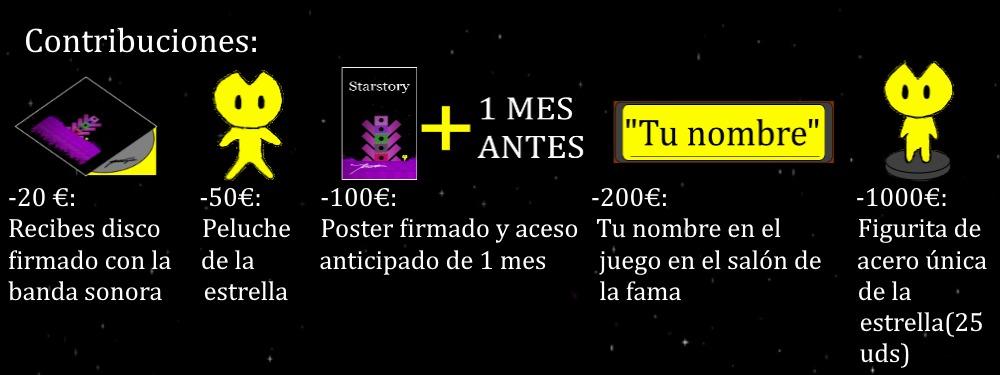 Contribuciones:
Starstory
1 MES
ANTES
"Tu nombre"
-20 €:
Recibes disco
firmado con la
banda sonora
-50€:
Peluche
de la
estrella
-100€:
Poster firmado y aceso
anticipado de 1 mes
-200€:
Tu nombre en el
juego en el salón de
la fama
-1000€:
Figurita de
acero única
de la
estrella(25
uds)